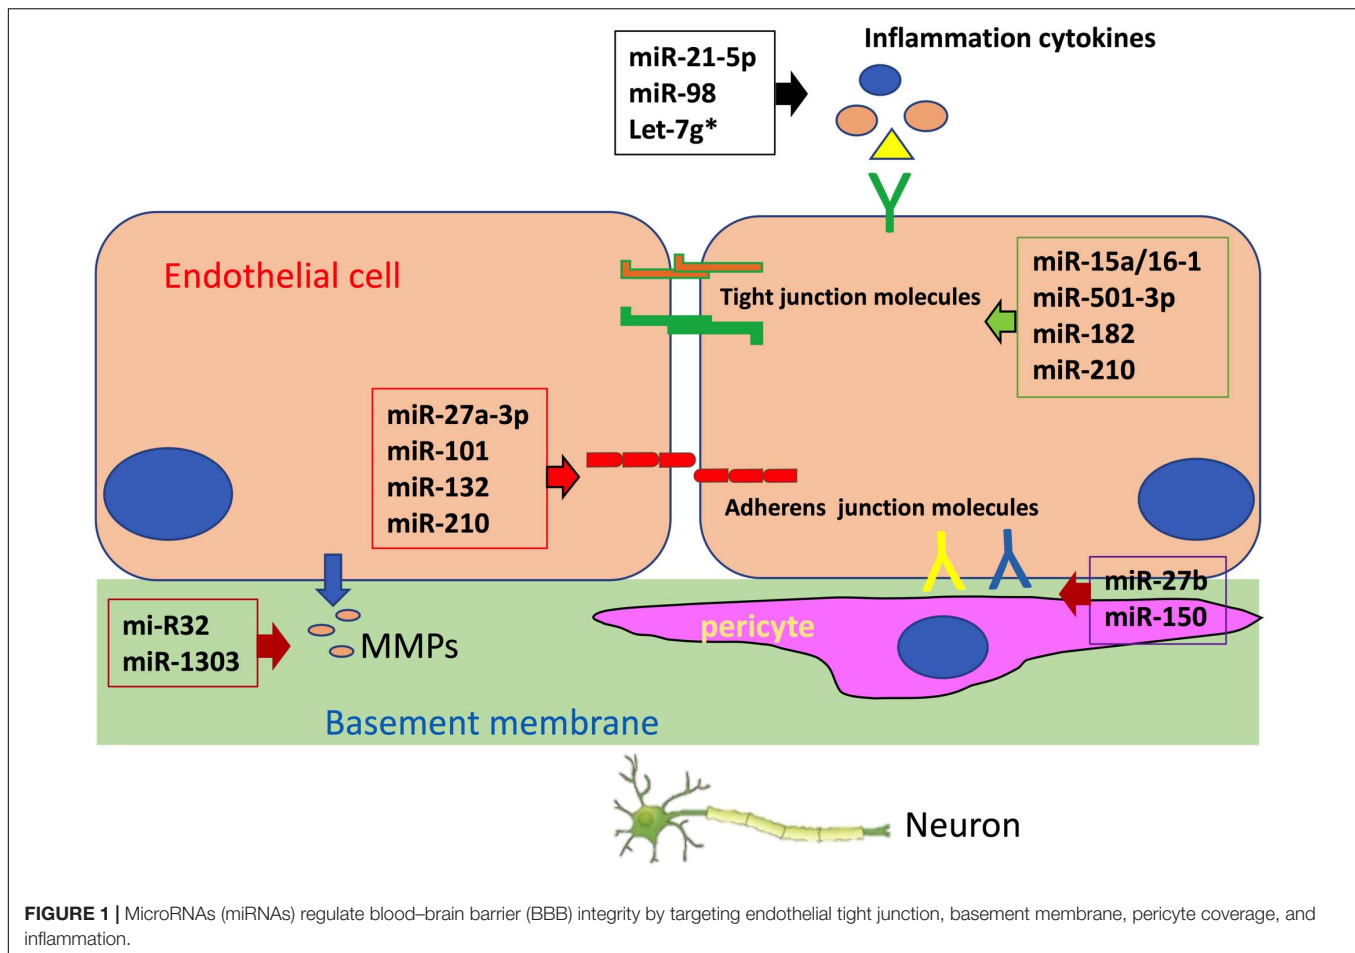 Inflammation cytokines
miR-21-5p
miR-98
Let-7g*
Endothelial cell
Tight junction molecules
miR-15a/16-1
miR-501-3p
miR-182
miR-210
miR-27a-3p
miR-101
miR-132
miR-210
Adherens junction molecules
miR-27b
miR-150
mi-R32
miR-1303
MMPs
pericyte
Basement membrane
Neuron
FIGURE 1 | MicroRNAs (miRNAs) regulate blood–brain barrier (BBB) integrity by targeting endothelial tight junction, basement membrane, pericyte coverage, and
inflammation.